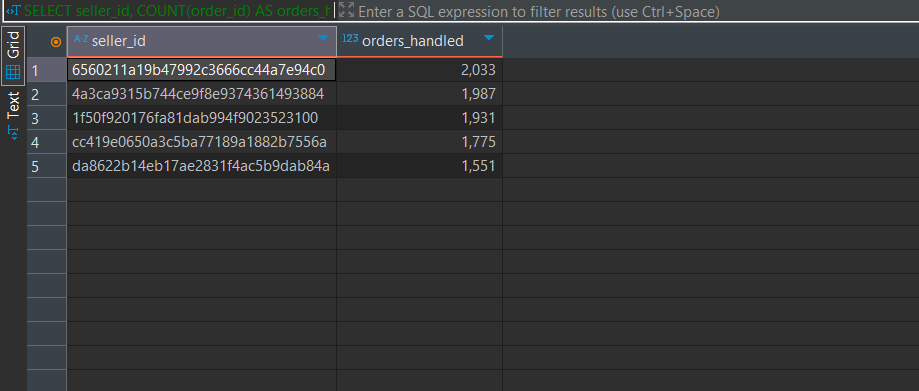 SELECT seller_id, COUNT(order_id) AS orders_h
Enter a SQL expression to filter results (use Ctrl+Space)
Grid
Text
A-Z seller_id
123 orders_handled
1 6560211a19b47992c3666cc44a7e94c0 2,033
2 4a3ca9315b744ce9f8e9374361493884 1,987
3 1f50f920176fa81dab994f9023523100 1,931
4 cc419e0650a3c5ba77189a1882b7556a 1,775
5 da8622b14eb17ae2831f4ac5b9dab84a 1,551